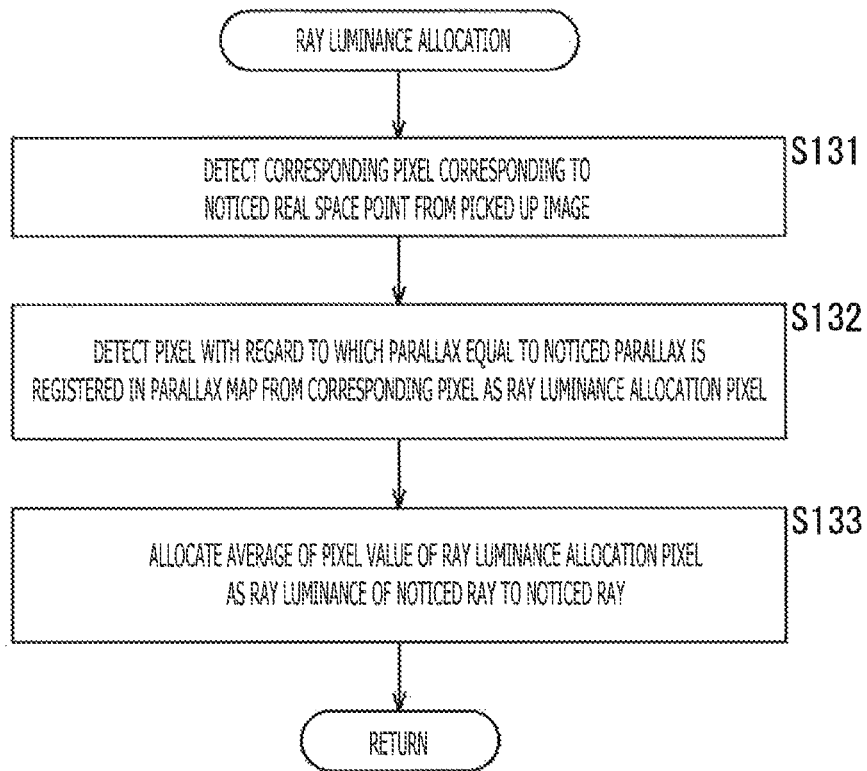 RAY LUMINANCE ALLOCATION
S131
DETECT CORRESPONDING PIXEL CORRESPONDING TO
NOTICED REAL SPACE POINT FROM PICKED UP IMAGE
S132
DETECT PIXEL WITH REGARD TO WHICH PARALLAX EQUAL TO NOTICED PARALLAX IS
REGISTERED IN PARALLAX MAP FROM CORRESPONDING PIXEL AS RAY LUMINANCE ALLOCATION PIXEL
S133
ALLOCATE AVERAGE OF PIXEL VALUE OF RAY LUMINANCE ALLOCATION PIXEL
AS RAY LUMINANCE OF NOTICED RAY TO NOTICED RAY
RETURN